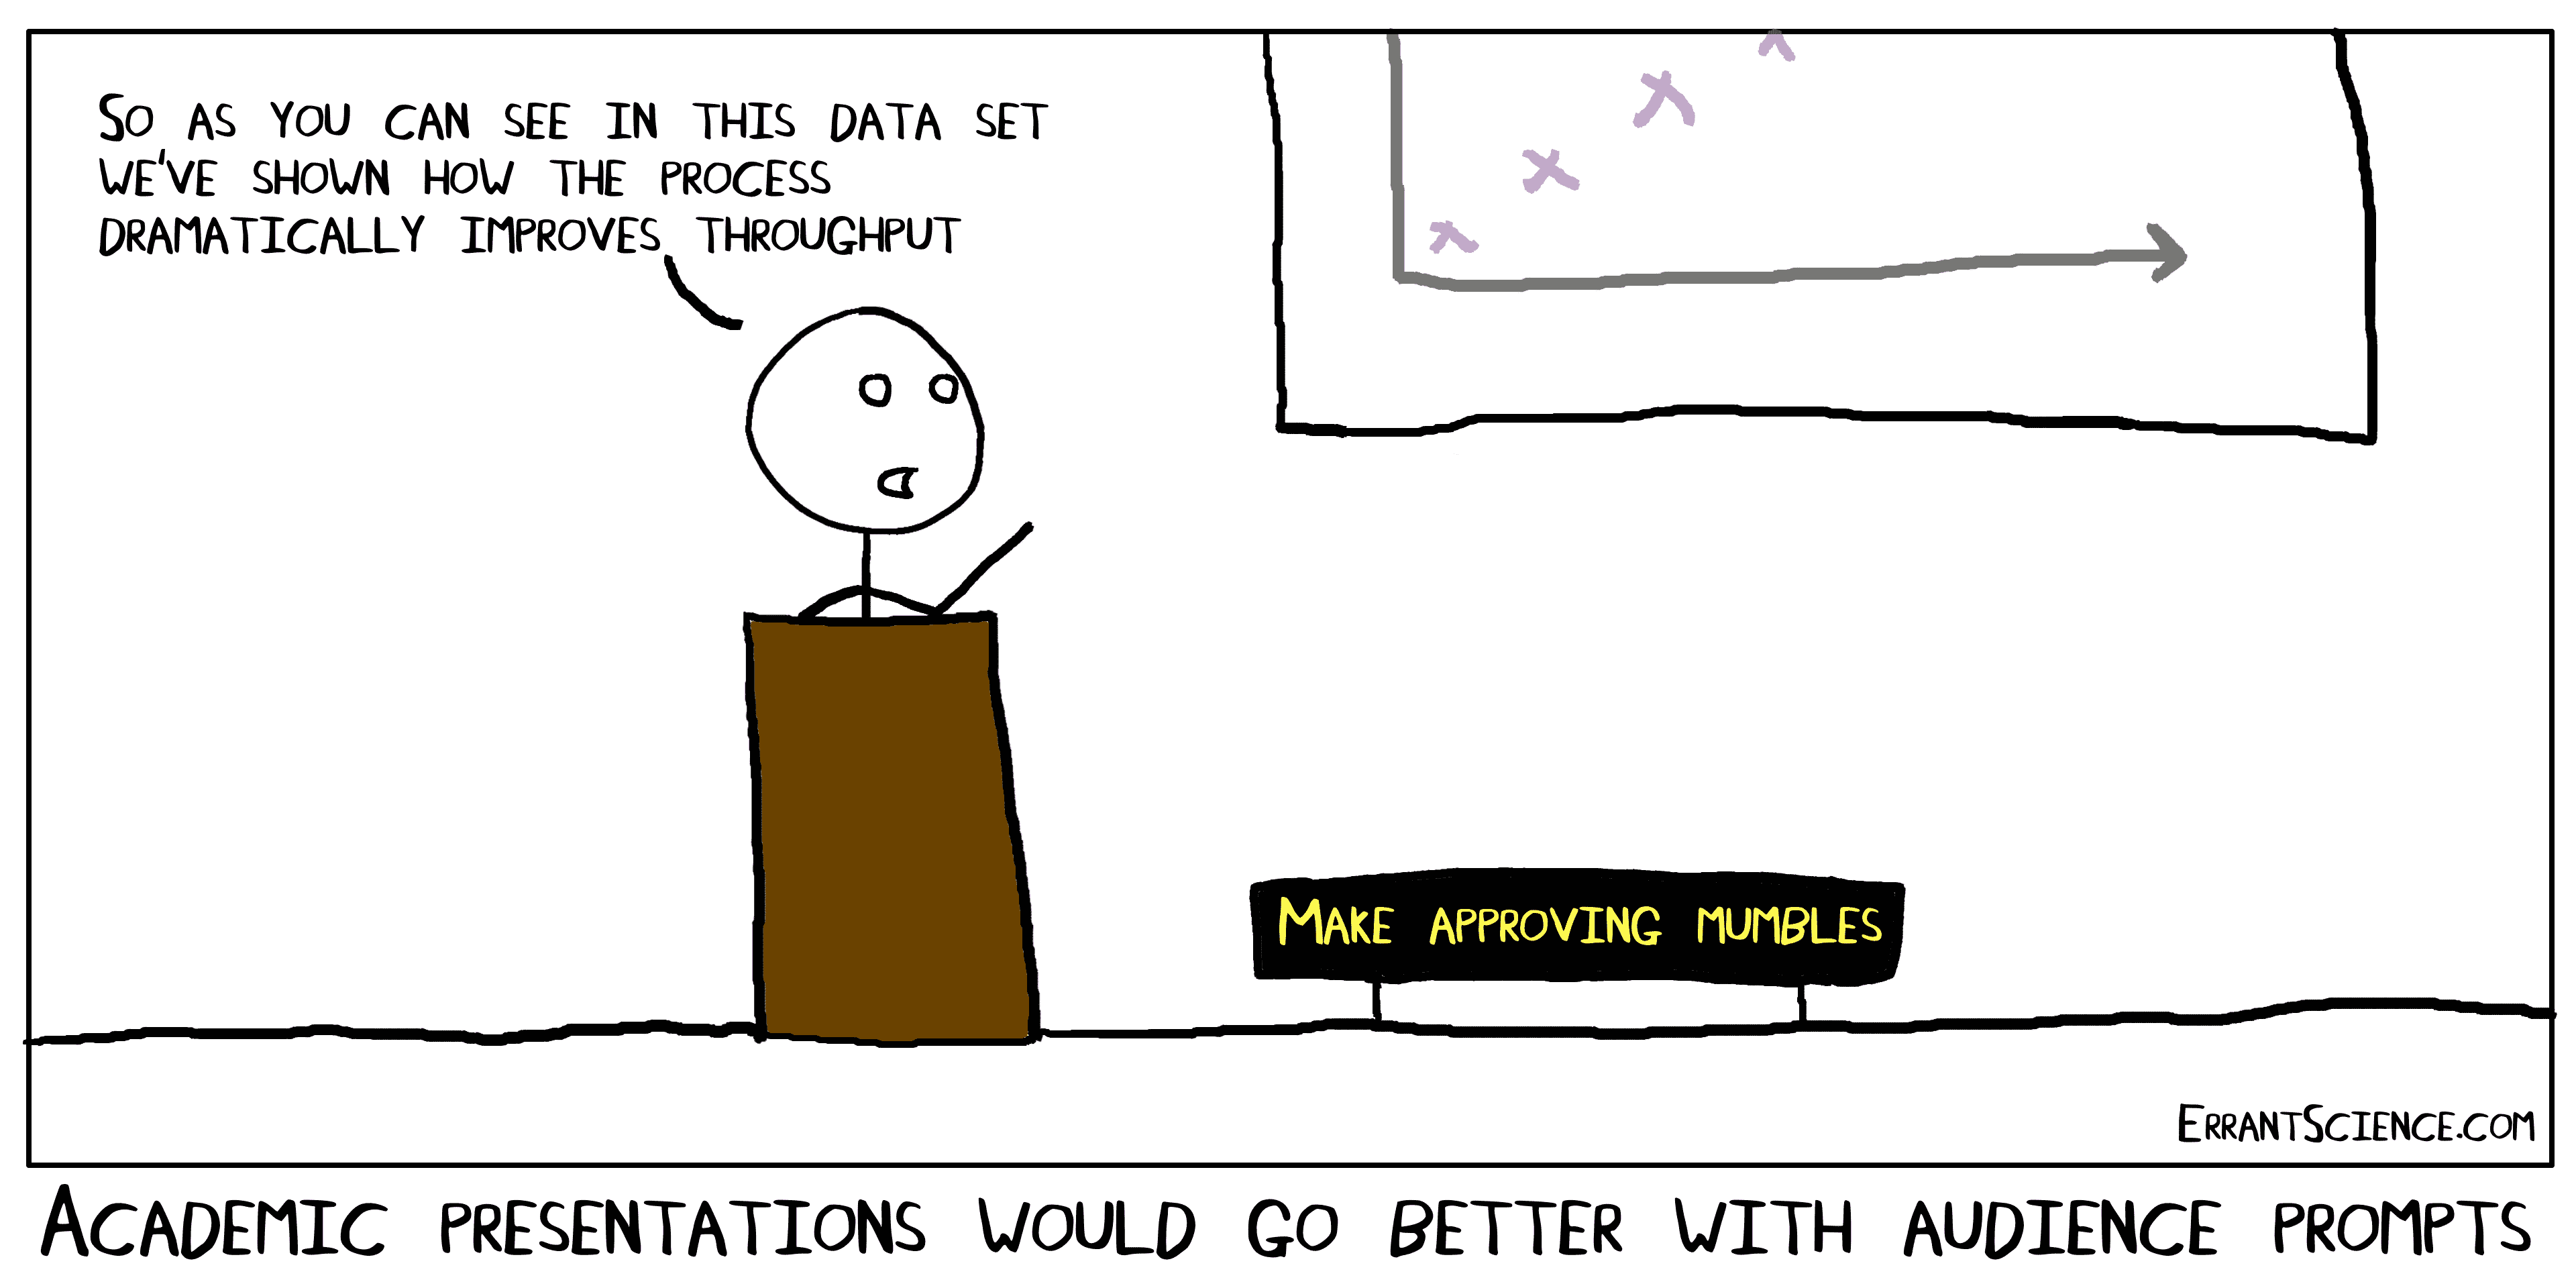 So as you can see in this data set
we've shown how the process
dramatically improves throughput
Make approving mumbles
ErrantScience.com
Academic presentations would go better with audience prompts